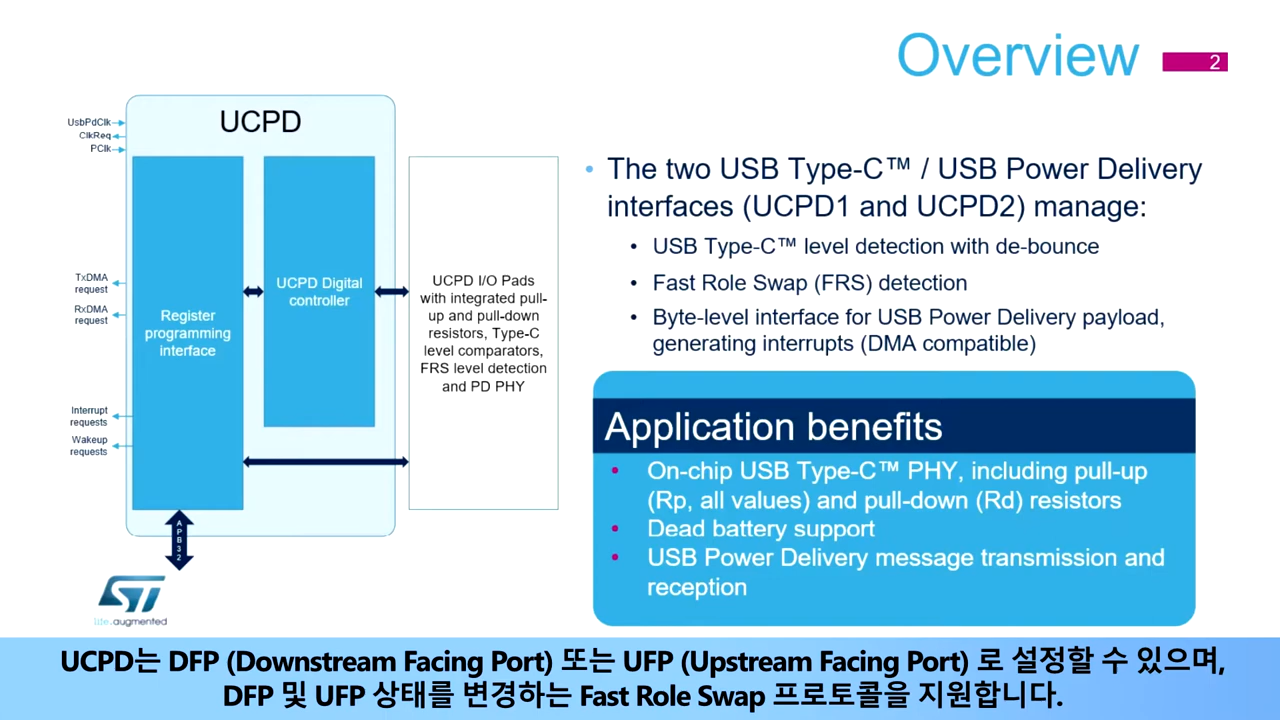 Overview
2
UCPD
UsbPdClk
ClkReq
PClk
TxDMA
request
RxDMA
request
Interrupt
requests
Wakeup
requests
Register
programming
interface
UCPD Digital
controller
UCPD I/O Pads
with integrated pull-
up and pull-down
resistors, Type-C
level comparators,
FRS level detection
and PD PHY
APB32
ST
life.augmented
• The two USB Type-C™ / USB Power Delivery
interfaces (UCPD1 and UCPD2) manage:
• USB Type-C™ level detection with de-bounce
• Fast Role Swap (FRS) detection
• Byte-level interface for USB Power Delivery payload,
generating interrupts (DMA compatible)
Application benefits
• On-chip USB Type-C™ PHY, including pull-up
(Rp, all values) and pull-down (Rd) resistors
• Dead battery support
• USB Power Delivery message transmission and
reception
UCPD는 DFP (Downstream Facing Port) 또는 UFP (Upstream Facing Port) 로 설정할 수 있으며,
DFP 및 UFP 상태를 변경하는 Fast Role Swap 프로토콜을 지원합니다.